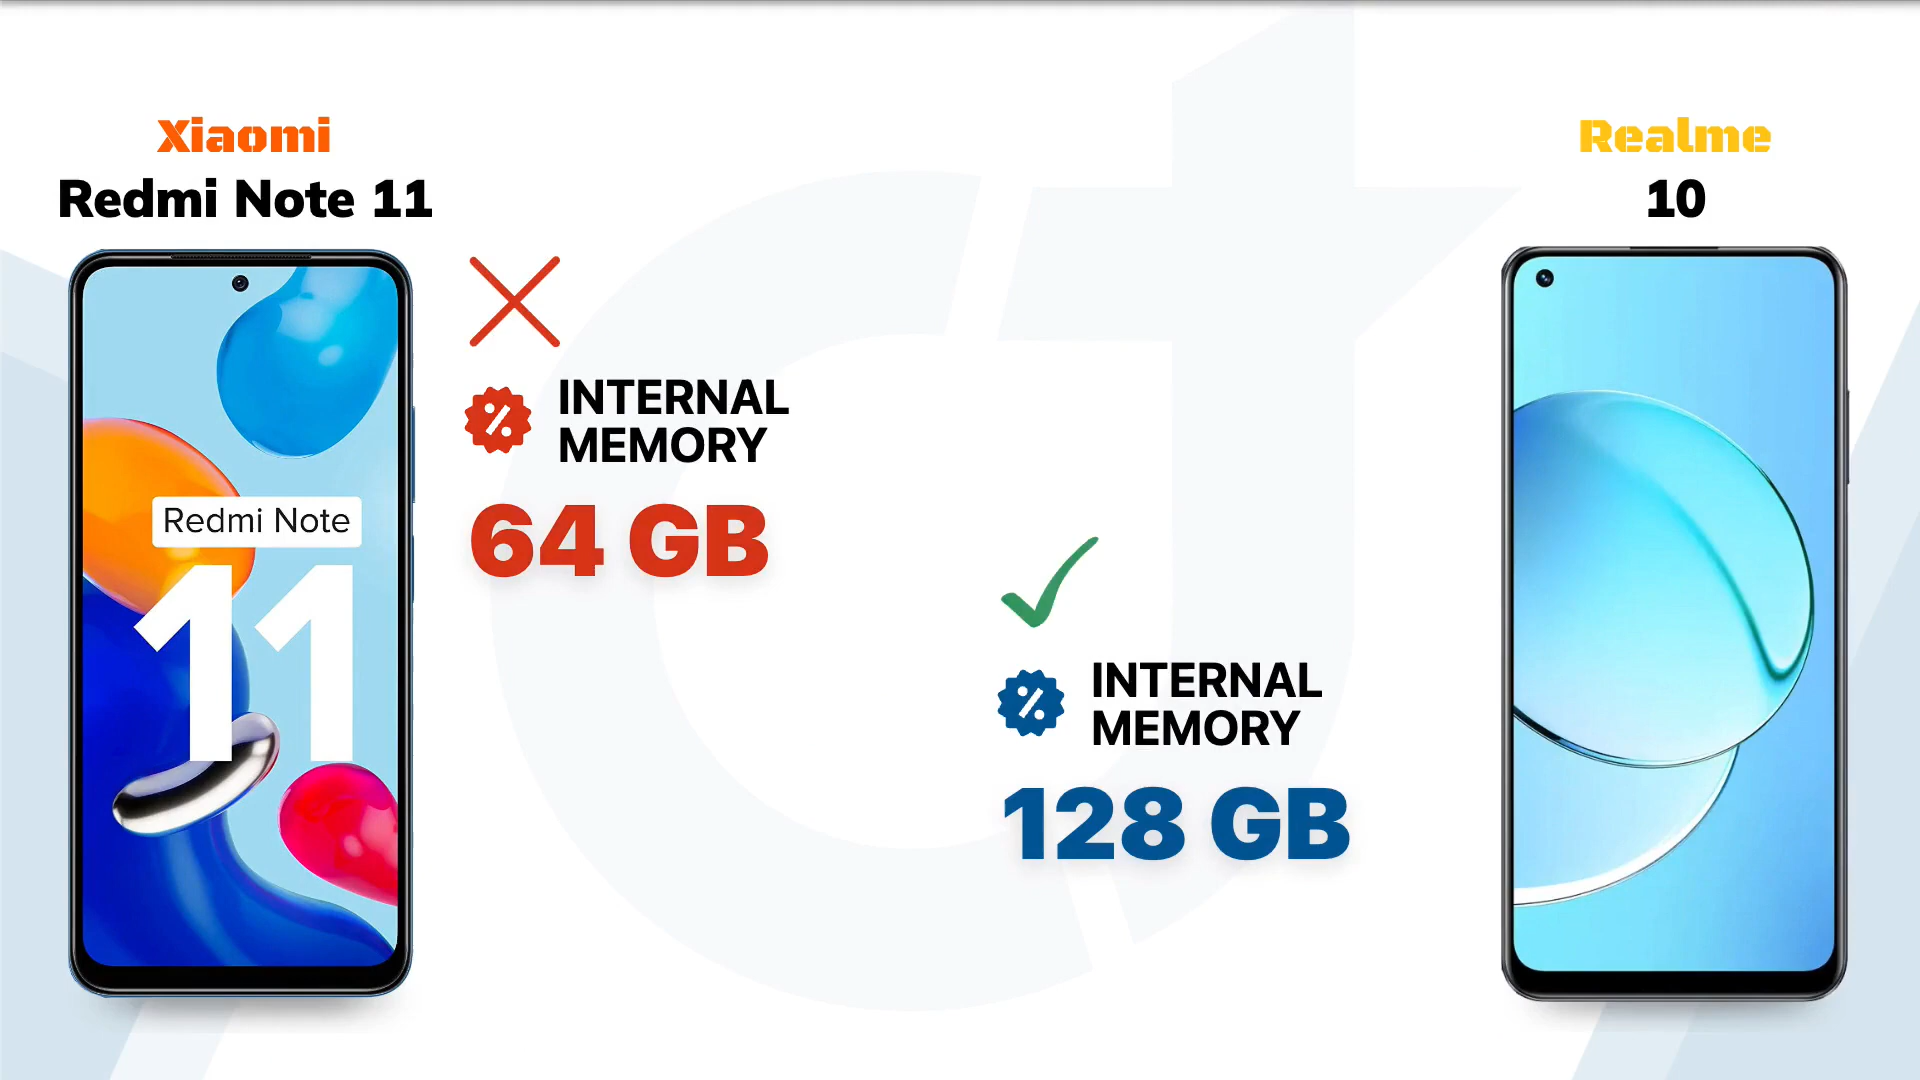 Xiaomi
Redmi Note 11
Redmi Note
11
INTERNAL
MEMORY
64 GB
INTERNAL
MEMORY
128 GB
Realme
10